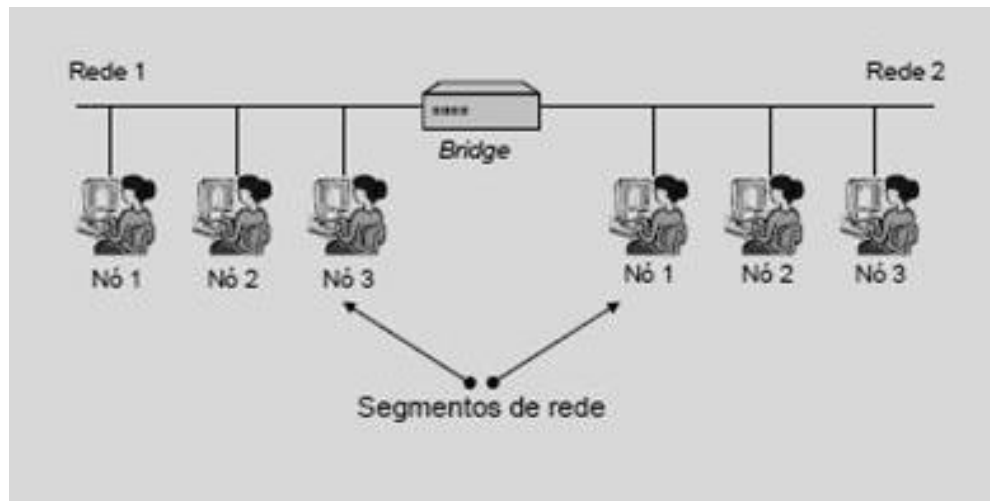 Rede 1
Rede 2
Bridge
Nó 1
Nó 2
Nó 3
Nó 1
Nó 2
Nó 3
Segmentos de rede